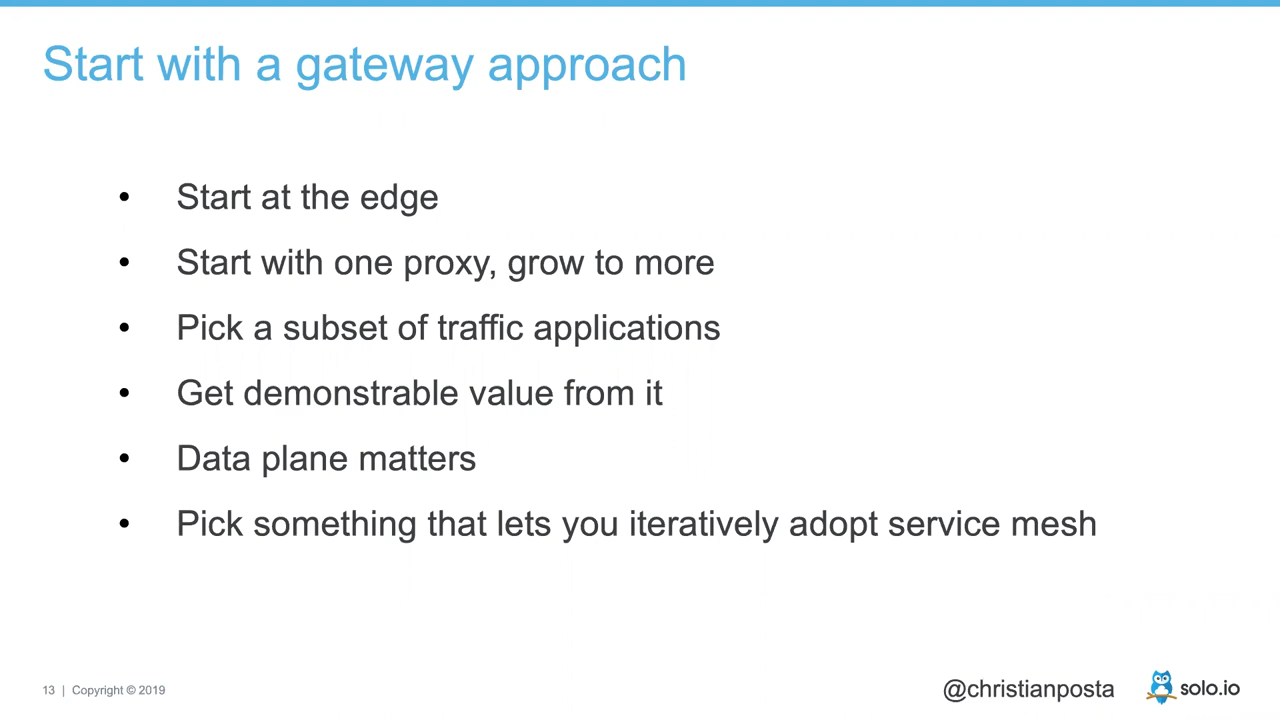 Start with a gateway approach
• Start at the edge
• Start with one proxy, grow to more
• Pick a subset of traffic applications
• Get demonstrable value from it
• Data plane matters
• Pick something that lets you iteratively adopt service mesh
13 | Copyright © 2019
@christianposta
solo.io